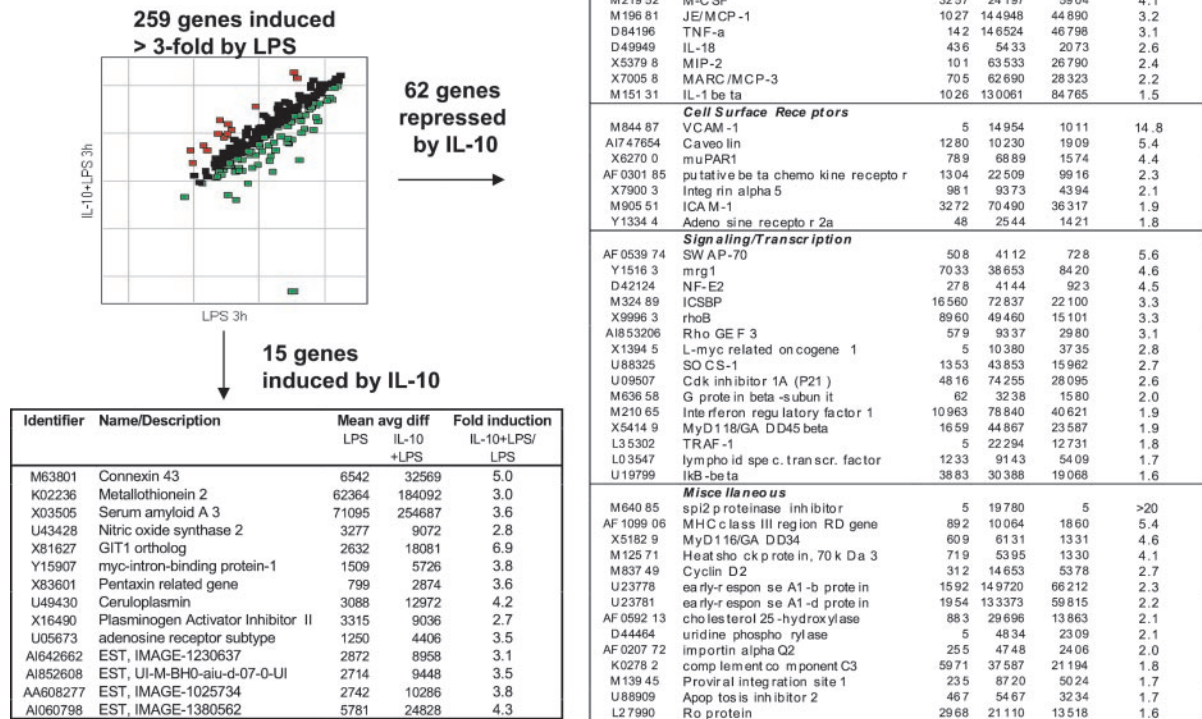 259 genes induced
> 3-fold by LPS
IL-10+LPS 3h
LPS 3h
62 genes
repressed
by IL-10
15 genes
induced by IL-10
Identifier Name/Description Mean avg diff Fold induction
LPS IL-10 IL-10+LPS/
+LPS LPS
M63801 Connexin 43 6542 32569 5.0
K02236 Metallothionein 2 62364 184092 3.0
X03505 Serum amyloid A 3 71095 254687 3.6
U43428 Nitric oxide synthase 2 3277 9072 2.8
X81627 GIT1 ortholog 2632 18081 6.9
Y15907 myc-intron-binding protein-1 1509 5726 3.8
X83601 Pentaxin related gene 799 2874 3.6
U49430 Ceruloplasmin 3088 12972 4.2
X16490 Plasminogen Activator Inhibitor II 3315 9036 2.7
U05673 adenosine receptor subtype 1250 4406 3.5
AI642662 EST, IMAGE-1230637 2872 8958 3.1
AI852608 EST, UI-M-BH0-aiu-d-07-0-UI 2714 9448 3.5
AA608277 EST, IMAGE-1025734 2742 10286 3.8
AI060798 EST, IMAGE-1380562 5781 24828 4.3
M-CSF 4.1
M19681 JE/MCP-1 1027 144948 44890 3.2
D84196 TNF-a 142 146524 46798 3.1
D49949 IL-18 436 5433 2073 2.6
X53798 MIP-2 101 63533 26790 2.4
X70058 MARC/MCP-3 705 62690 28323 2.2
M15131 IL-1 beta 1026 130061 84765 1.5
Cell Surface Receptors
M84487 VCAM-1 5 14954 1011 14.8
AI747654 Caveolin 1280 10230 1909 5.4
X62700 muPAR1 789 6889 1574 4.4
AF030185 putative beta chemokine receptor 1304 22509 9916 2.3
X79003 Integrin alpha 5 981 9373 4394 2.1
M90551 ICAM-1 3272 70490 36317 1.9
Y13344 Adenosine receptor 2a 48 2544 1421 1.8
Signaling/Transcription
AF053974 SWAP-70 508 4112 728 5.6
Y15163 mrg1 7033 38653 8420 4.6
D42124 NF-E2 278 4144 923 4.5
M32489 ICSBP 16560 72837 22100 3.3
X99963 rhoB 8960 49460 15101 3.3
AI853206 Rho GEF 3 579 9337 2980 3.1
X13945 L-myc related oncogene 1 5 10380 3735 2.8
U88325 SOCS-1 1353 43853 15962 2.7
U09507 Cdk inhibitor 1A (P21) 4816 74255 28095 2.6
M63658 G protein beta-subunit 62 3238 1580 2.0
M21065 Interferon regulatory factor 1 10963 78840 40621 1.9
X54149 MyD118/GADD45 beta 1659 44867 23587 1.9
L35302 TRAF-1 5 22294 12731 1.8
L03547 lymphoid spec. transcr. factor 1233 9143 5409 1.7
U19799 IkB-beta 3883 30388 19068 1.6
Miscellaneous
M64085 spi2 proteinase inhibitor 5 19780 5 >20
AF109906 MHC class III region RD gene 892 10064 1860 5.4
X51829 MyD116/GADD34 609 6131 1331 4.6
M12571 Heat shock protein, 70 kDa 3 719 5395 1330 4.1
M83749 Cyclin D2 312 14653 5378 2.7
U23778 early-response A1-b protein 1592 149720 66212 2.3
U23781 early-response A1-d protein 1954 133373 59815 2.2
AF059213 cholesterol 25-hydroxylase 883 29696 13863 2.1
D44464 uridine phosphorylase 5 4834 2309 2.1
AF020772 importin alpha Q2 255 4748 2406 2.0
K02782 complement component C3 5971 37587 21194 1.8
M13945 Proviral integration site 1 235 8720 5024 1.7
U88909 Apoptosis inhibitor 2 467 5467 3234 1.7
L27990 Ro protein 2968 21110 13518 1.6